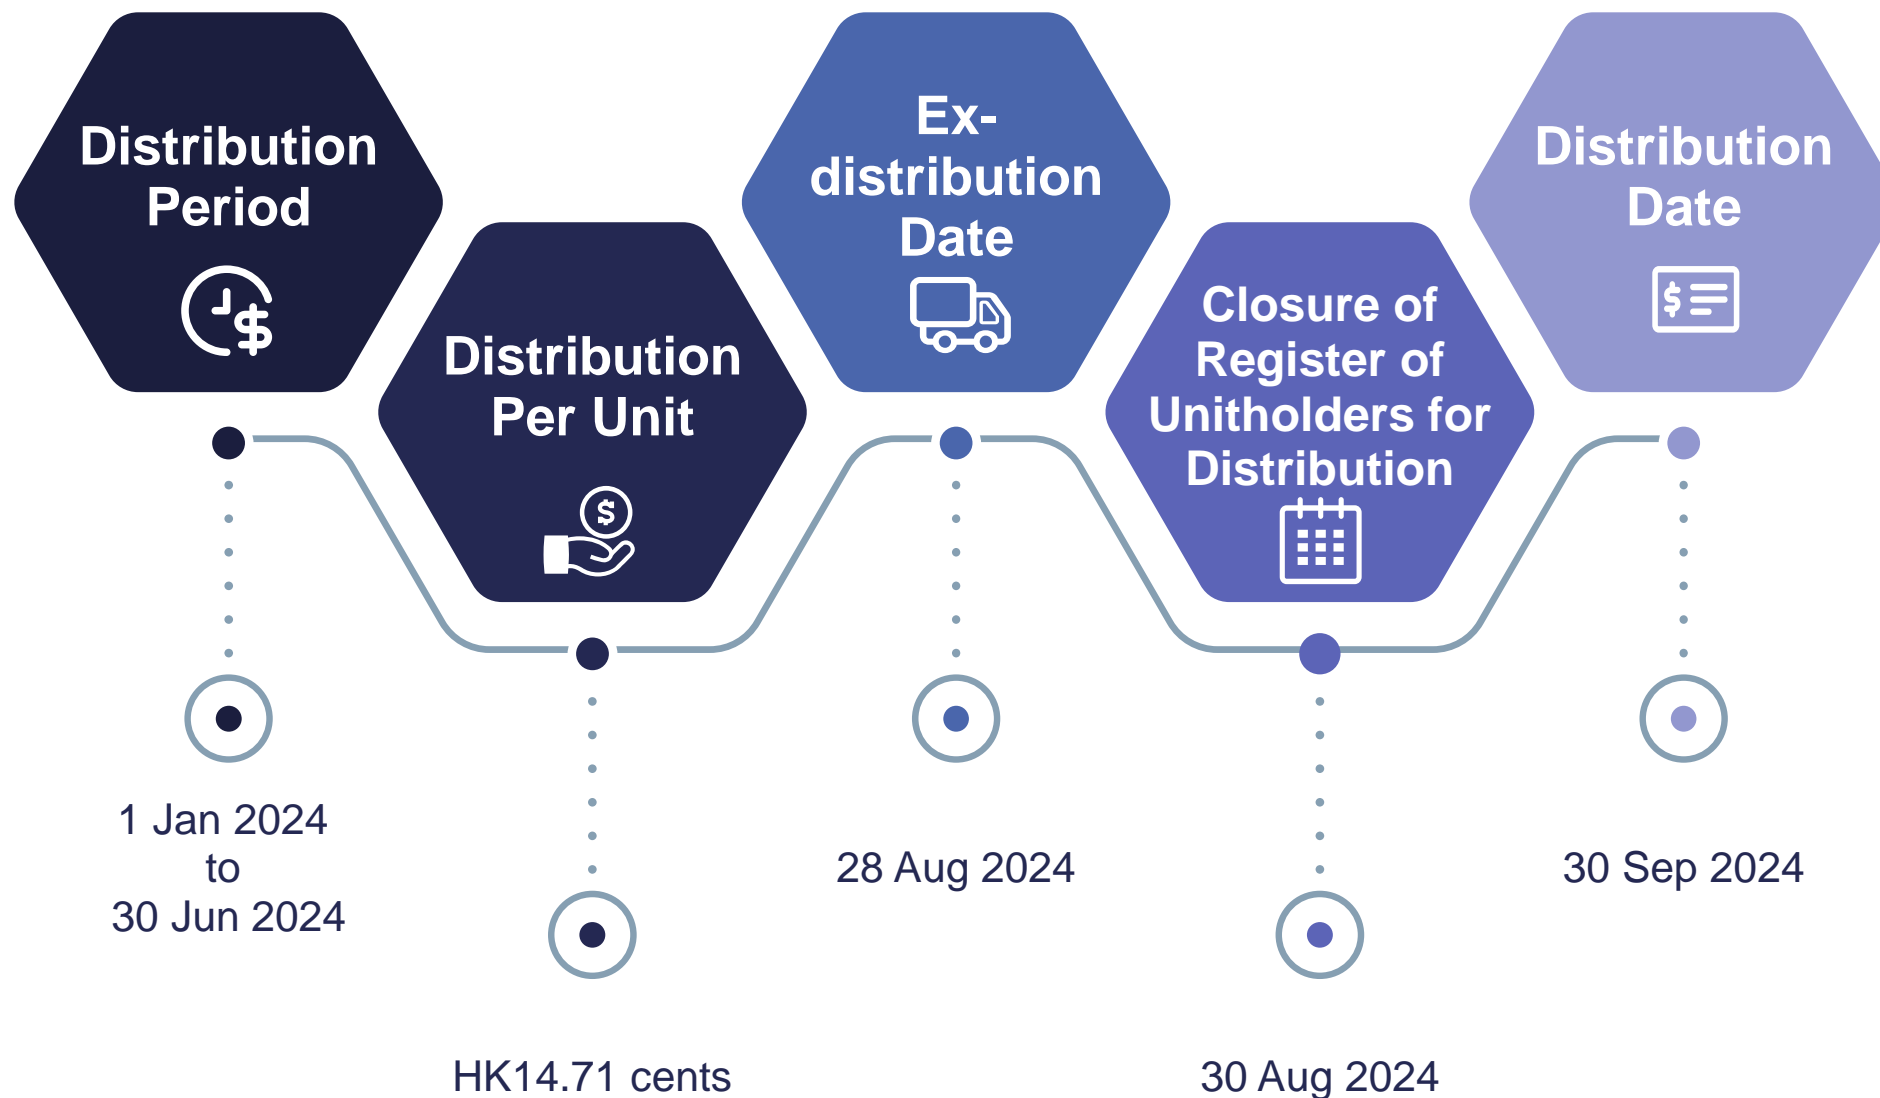 Distribution
Period
1 Jan 2024
to
30 Jun 2024
Distribution
Per Unit
HK14.71 cents
Ex-
distribution
Date
28 Aug 2024
Closure of
Register of
Unitholders for
Distribution
30 Aug 2024
Distribution
Date
30 Sep 2024